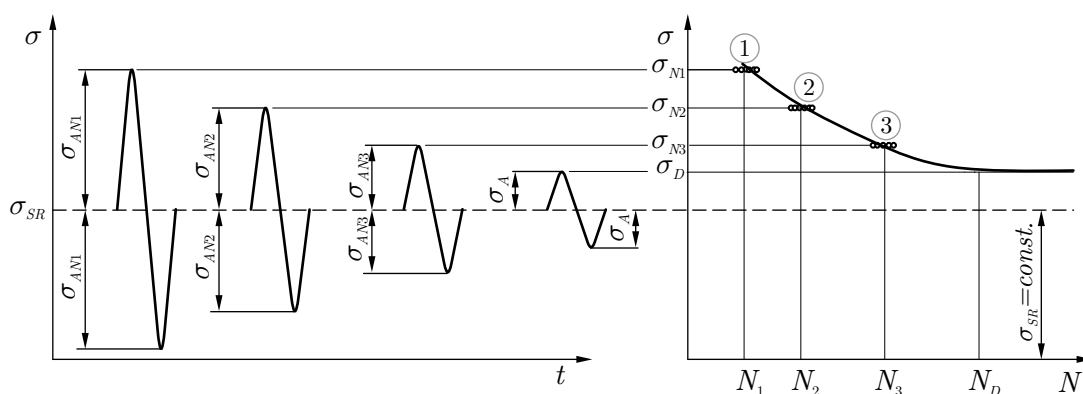 σ
σ_AN1
σ_AN1
σ_AN2
σ_AN2
σ_AN3
σ_AN3
σ_A
σ_A
σ_SR
t
σ
σ_N1
σ_N2
σ_N3
σ_D
1
2
3
σ_SR=const.
N_1
N_2
N_3
N_D
N